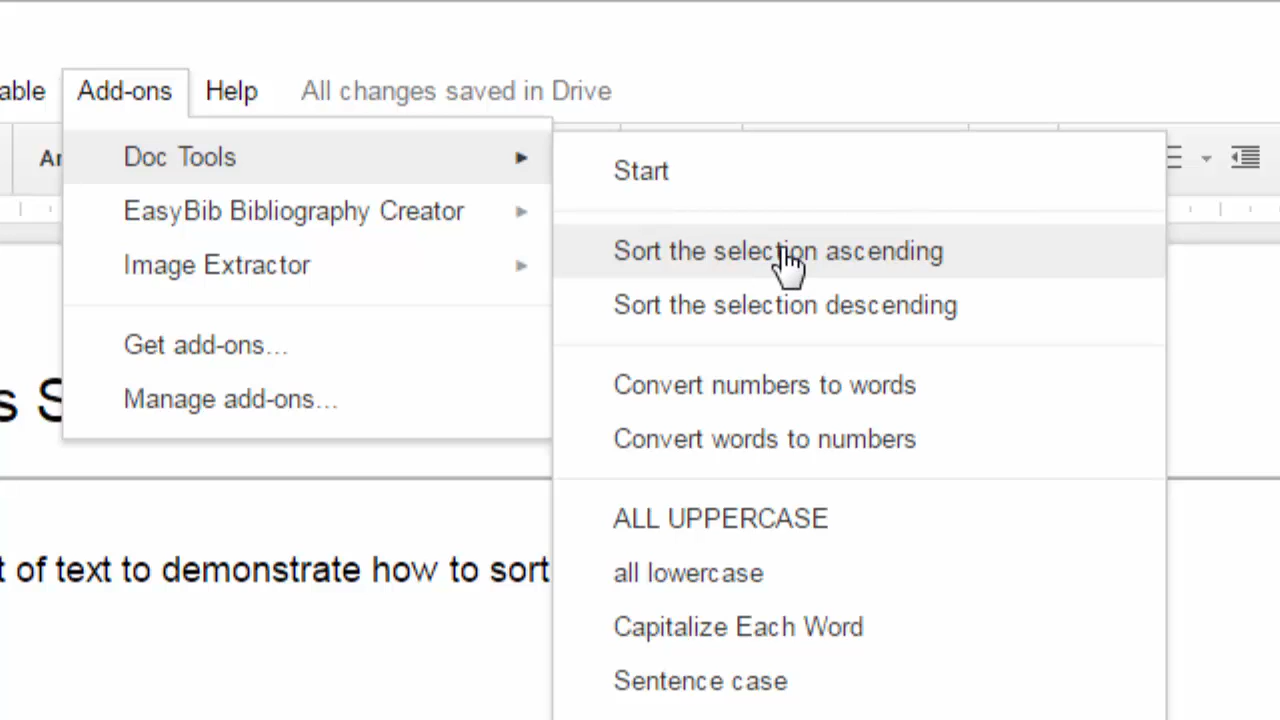 able Add-ons Help All changes saved in Drive
Doc Tools
EasyBib Bibliography Creator
Image Extractor
Get add-ons...
Manage add-ons...
Start
Sort the selection ascending
Sort the selection descending
Convert numbers to words
Convert words to numbers
ALL UPPERCASE
all lowercase
Capitalize Each Word
Sentence case
Ar
s S
t of text to demonstrate how to sort